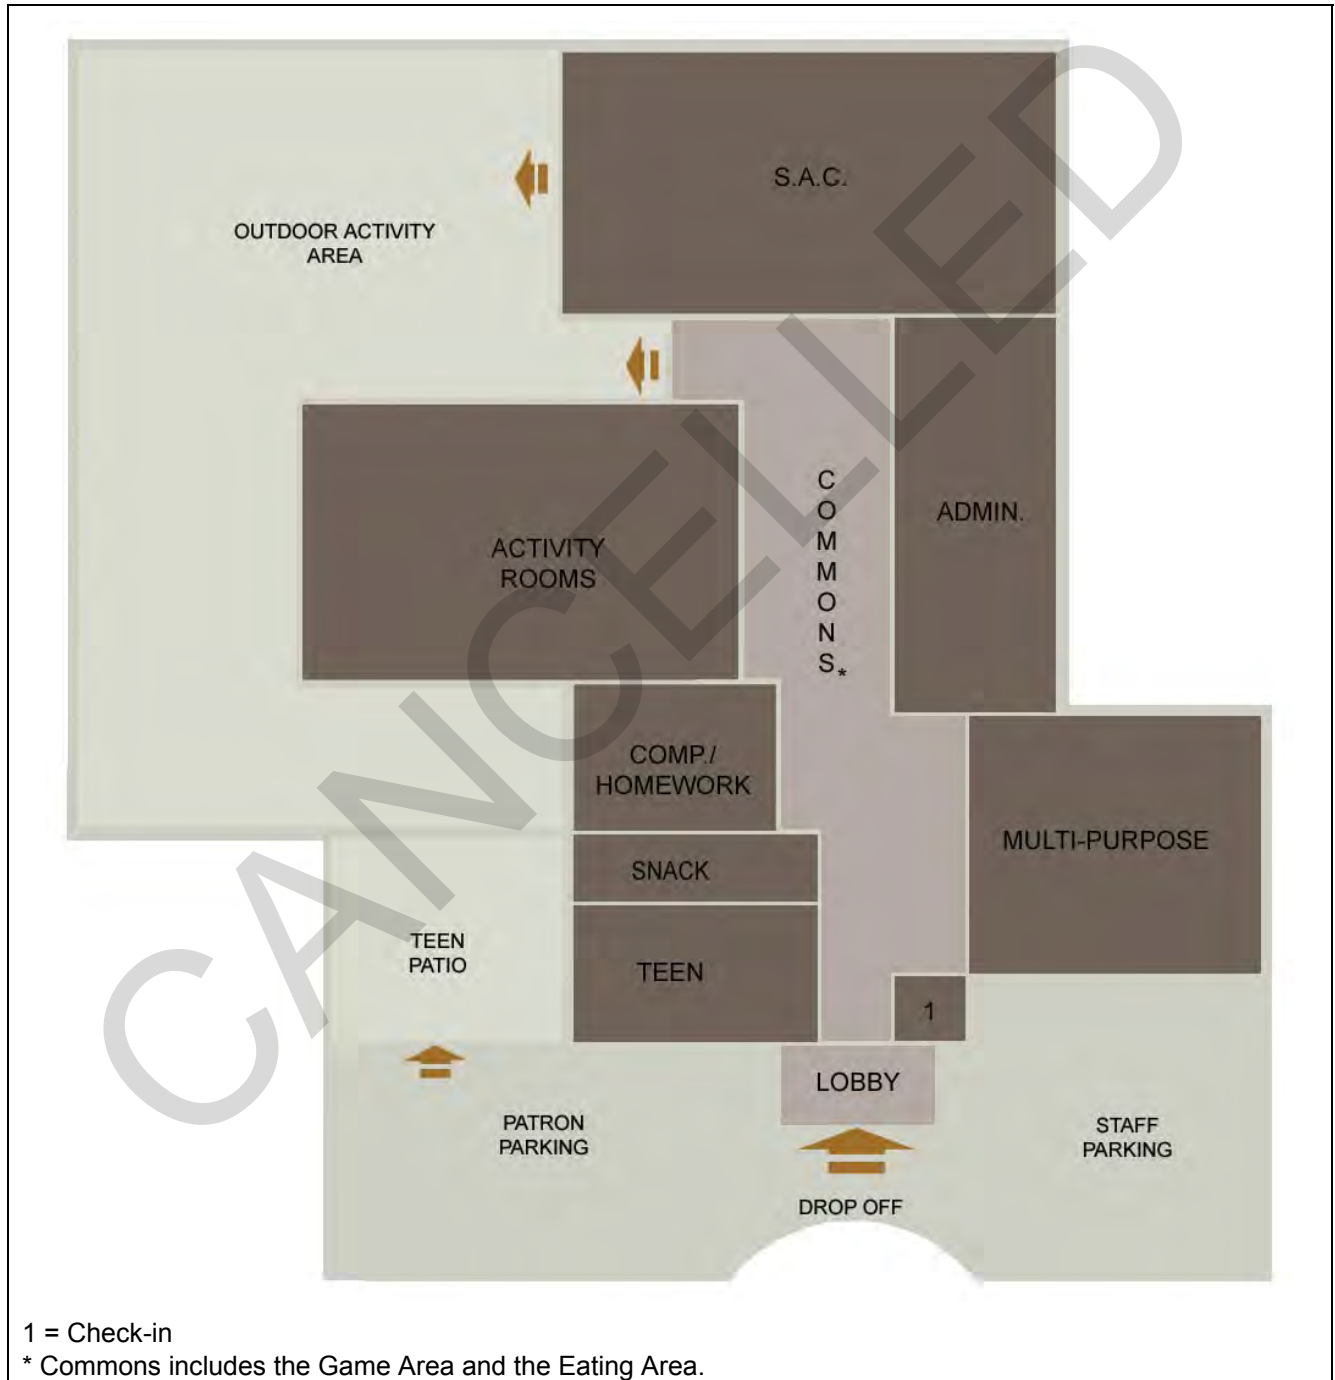 S.A.C.
OUTDOOR ACTIVITY
AREA
C
O
M
M
O
N
S*
ADMIN.
ACTIVITY
ROOMS
COMP./
HOMEWORK
MULTI-PURPOSE
SNACK
TEEN
PATIO
TEEN
1
LOBBY
PATRON
PARKING
STAFF
PARKING
DROP OFF
1 = Check-in
* Commons includes the Game Area and the Eating Area.
CANCELLED